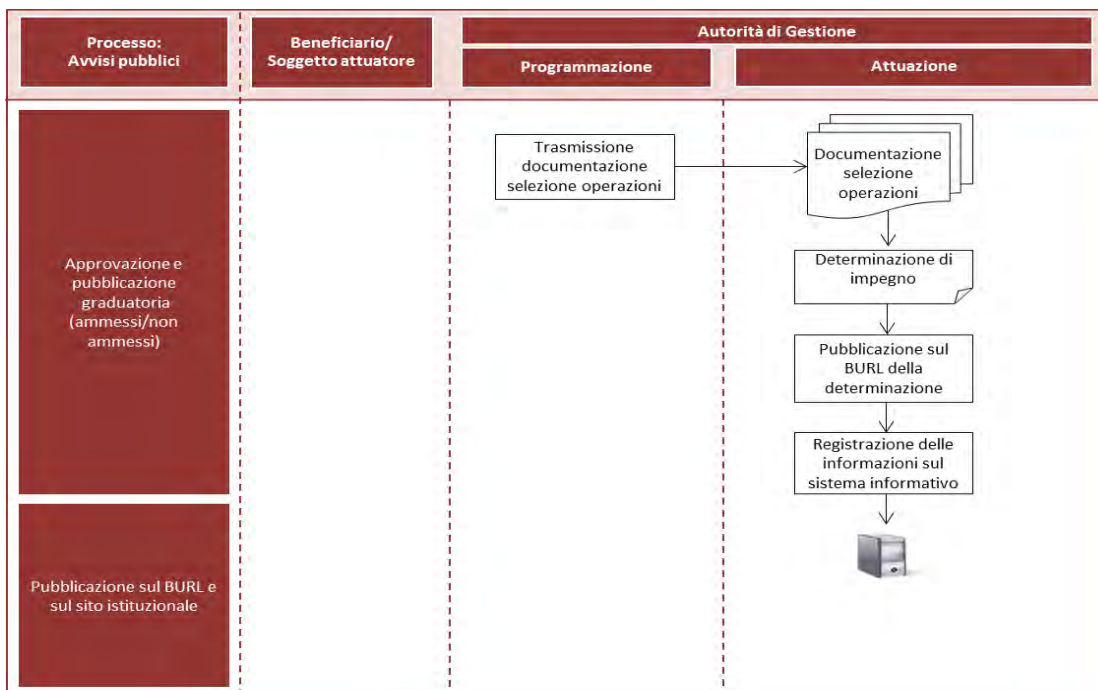 Processo:
Avvisi pubblici
Beneficiario/
Soggetto attuatore
Autorità di Gestione
Programmazione
Attuazione
Approvazione e
pubblicazione
graduatoria
(ammessi/non
ammessi)
Trasmissione
documentazione
selezione operazioni
Documentazione
selezione
operazioni
Determinazione di
impegno
Pubblicazione sul
BURL della
determinazione
Registrazione delle
informazioni sul
sistema informativo
Pubblicazione sul BURL e
sul sito istituzionale